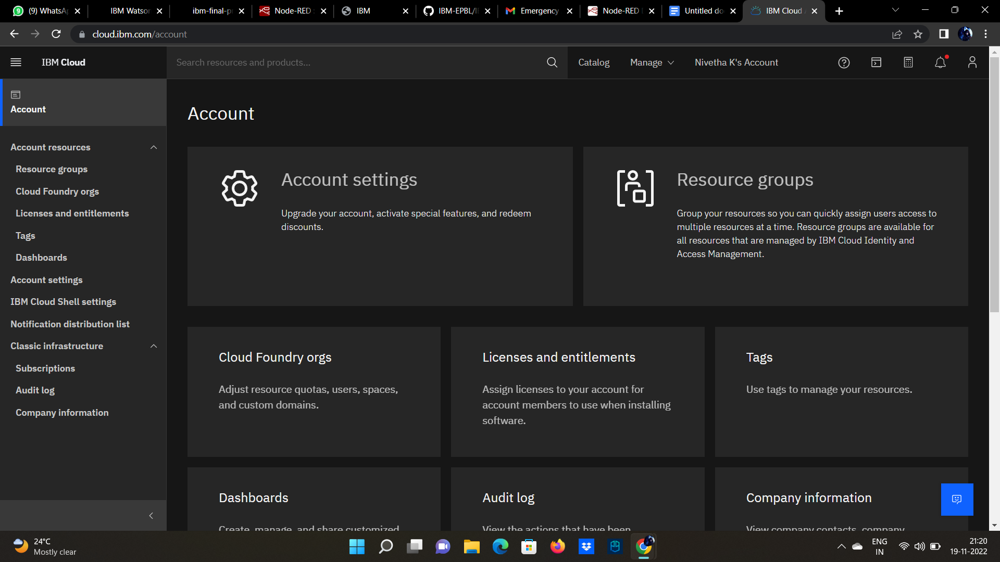 (9) WhatsA
IBM Watson
ibm-final-p
Node-RED
IBM
IBM-EPBL/I
Emergency
Node-RED
Untitled do
IBM Cloud
cloud.ibm.com/account
IBM Cloud
Search resources and products...
Catalog
Manage
Nivetha K's Account
Account
Account resources
Resource groups
Cloud Foundry orgs
Licenses and entitlements
Tags
Dashboards
Account settings
IBM Cloud Shell settings
Notification distribution list
Classic infrastructure
Subscriptions
Audit log
Company information
Account
Account settings
Upgrade your account, activate special features, and redeem
discounts.
Resource groups
Group your resources so you can quickly assign users access to
multiple resources at a time. Resource groups are available for
all resources that are managed by IBM Cloud Identity and
Access Management.
Cloud Foundry orgs
Adjust resource quotas, users, spaces,
and custom domains.
Licenses and entitlements
Assign licenses to your account for
account members to use when installing
software.
Tags
Use tags to manage your resources.
Dashboards
Create, manage, and share customized
Audit log
View the actions that have been
Company information
View company contacts, company
24°C
Mostly clear
ENG
IN
21:20
19-11-2022